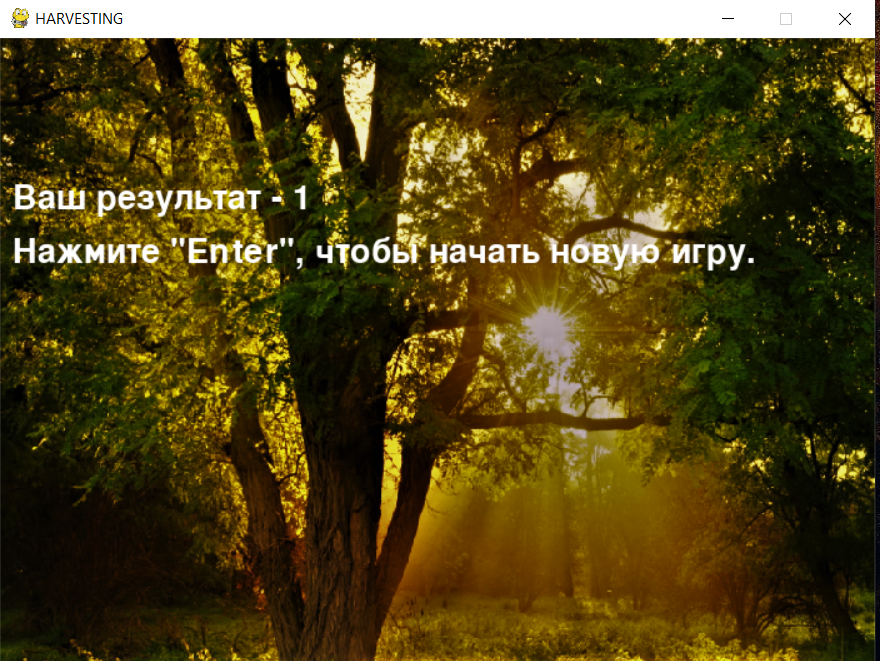 HARVESTING
Ваш результат - 1
Нажмите "Enter", чтобы начать новую игру.